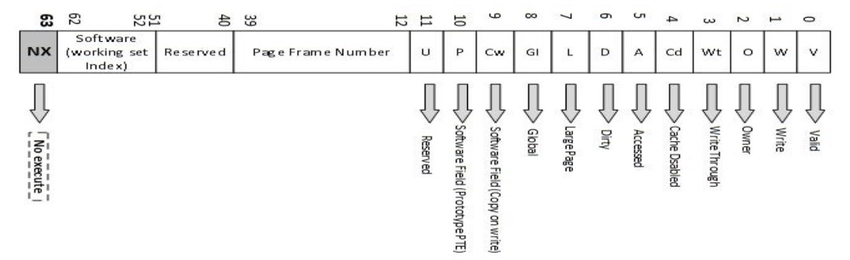 63 62 52 51 40 39 12 11 10 9 8 7 6 5 4 3 2 1 0
NX
Software
(working set
Index)
Reserved
Page Frame Number
U
P
Cw
Gl
L
D
A
Cd
Wt
O
W
V
No execute
Reserved
Software Field (Prototype PTE)
Software Field (Copy on write)
Global
Large Page
Dirty
Accessed
Cache Dsabled
Write Through
Owner
Write
Valid